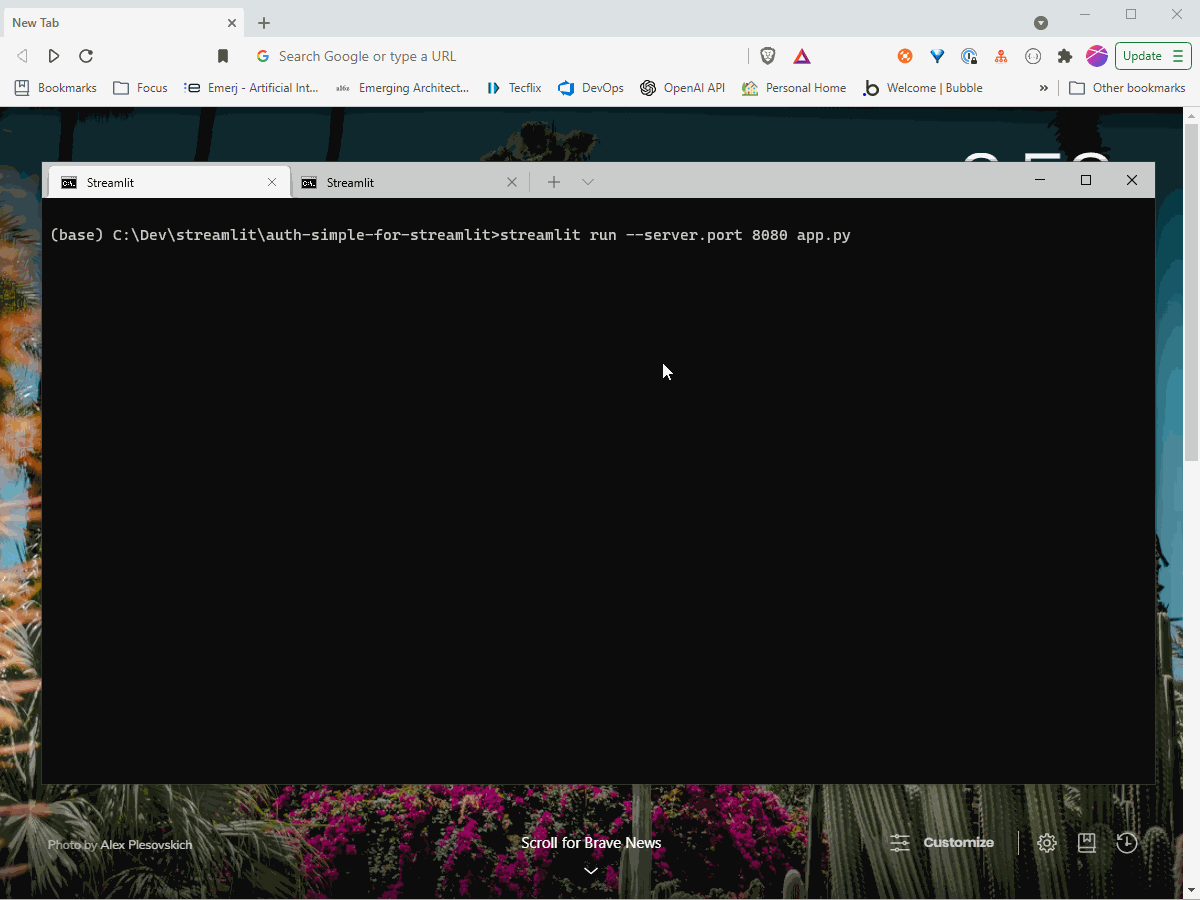 New Tab
Search Google or type a URL
Update
Bookmarks
Focus
Emerj - Artificial Int...
a16z
Emerging Architect...
Tecflix
DevOps
OpenAI API
Personal Home
Welcome | Bubble
»
Other bookmarks
Streamlit
Streamlit
(base) C:\Dev\streamlit\auth-simple-for-streamlit>streamlit run --server.port 8080 app.py
Photo by Alex Plesovskich
Scroll for Brave News
Customize